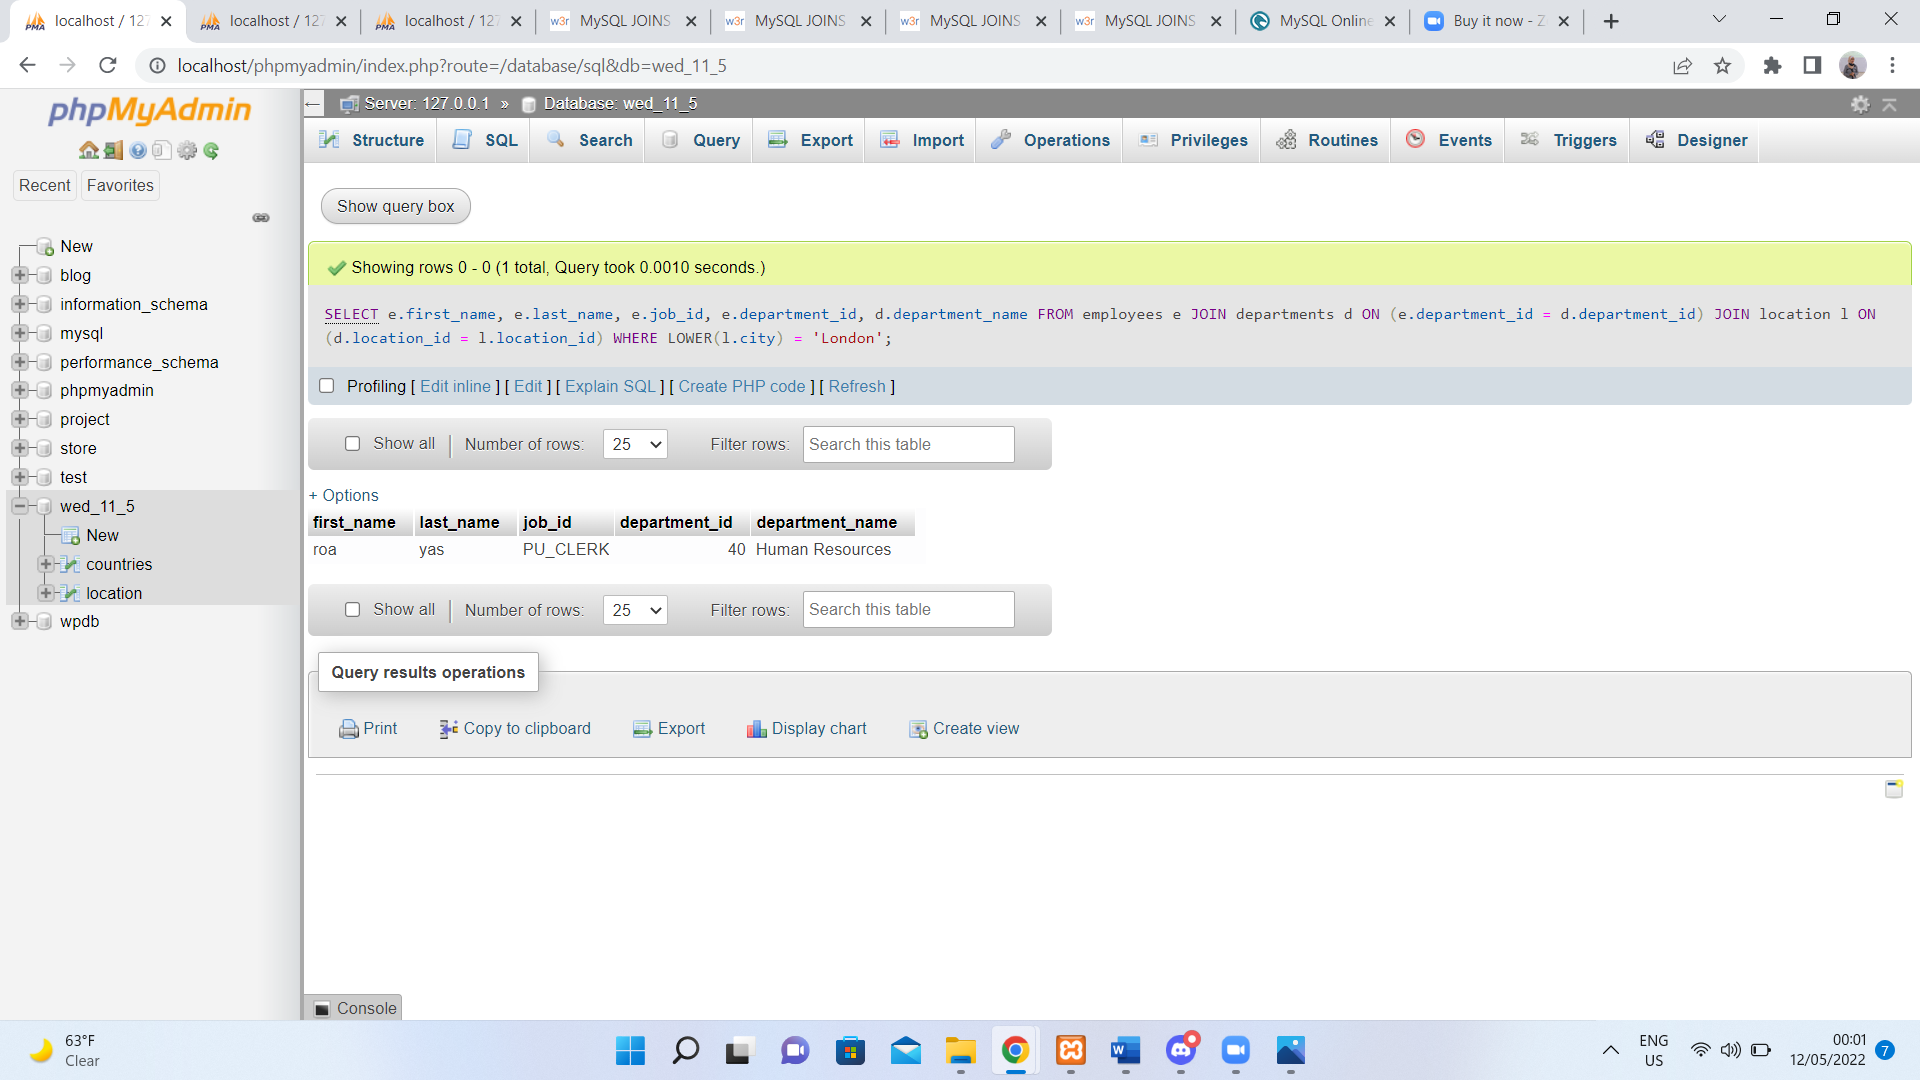 localhost / 127
localhost / 127
localhost / 127
w3r MySQL JOINS
w3r MySQL JOINS
w3r MySQL JOINS
w3r MySQL JOINS
MySQL Online
Buy it now - Z
localhost/phpmyadmin/index.php?route=/database/sql&db=wed_11_5
phpMyAdmin
Recent
Favorites
New
blog
information_schema
mysql
performance_schema
phpmyadmin
project
store
test
wed_11_5
New
countries
location
wpdb
Server: 127.0.0.1 » Database: wed_11_5
Structure
SQL
Search
Query
Export
Import
Operations
Privileges
Routines
Events
Triggers
Designer
Show query box
Showing rows 0 - 0 (1 total, Query took 0.0010 seconds.)
SELECT e.first_name, e.last_name, e.job_id, e.department_id, d.department_name FROM employees e JOIN departments d ON (e.department_id = d.department_id) JOIN location l ON
(d.location_id = l.location_id) WHERE LOWER(l.city) = 'London';
Profiling [ Edit inline ] [ Edit ] [ Explain SQL ] [ Create PHP code ] [ Refresh ]
Show all | Number of rows: 25 Filter rows: Search this table
+ Options
first_name last_name job_id department_id department_name
roa yas PU_CLERK 40 Human Resources
Show all | Number of rows: 25 Filter rows: Search this table
Query results operations
Print
Copy to clipboard
Export
Display chart
Create view
Console
63°F
Clear
ENG
US
00:01
12/05/2022
7